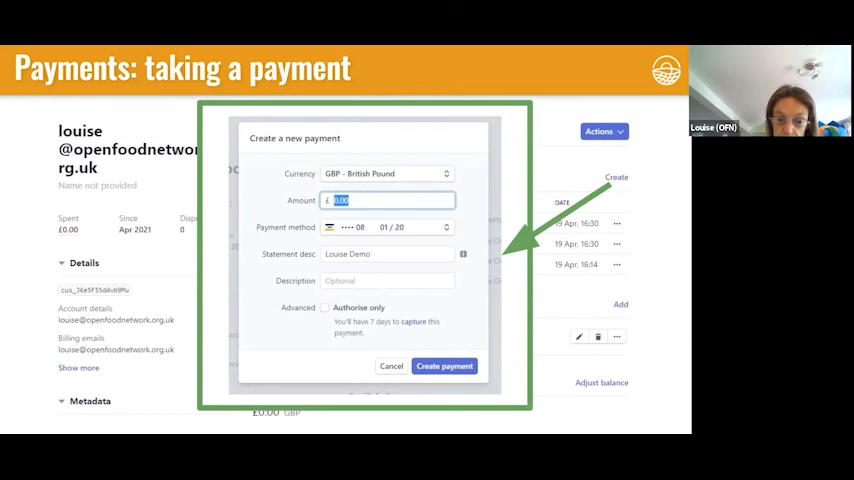 Payments: taking a payment
Louise (OFN)
louise
@openfoodnetwor
rg.uk
Name not provided
Spent
Since
£0.00
Apr 2021
0
Details
cus_JKe5F55dAvb9Mu
Account details
louise@openfoodnetwork.org.uk
Billing emails
louise@openfoodnetwork.org.uk
Show more
Metadata
Create a new payment
Currency
GBP - British Pound
Amount
£ 0.00
Payment method
•••• 08 01 / 20
Statement desc
Louise Demo
Description
Optional
Advanced
Authorise only
You'll have 7 days to capture this
payment.
Cancel
Create payment
£0.00 GBP
Actions
Create
DATE
19 Apr, 16:30
19 Apr, 16:30
19 Apr, 16:14
Add
Adjust balance